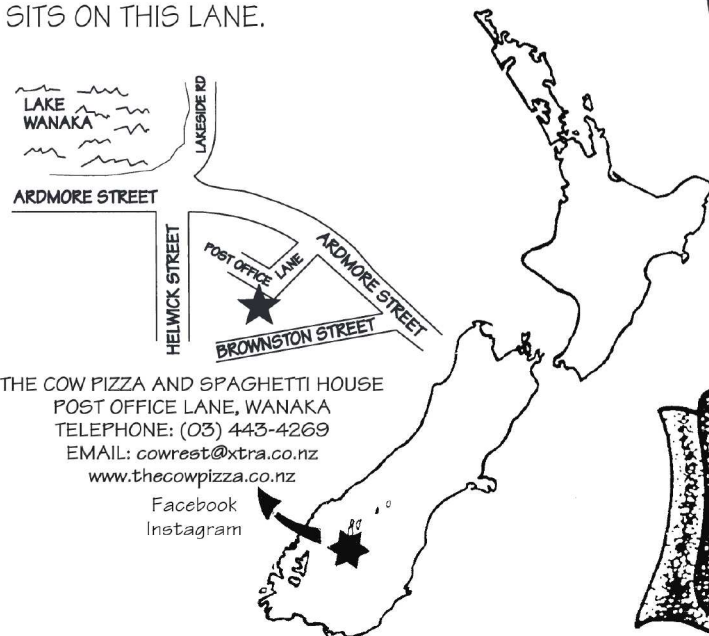 SITS ON THIS LANE.
LAKE
WANAKA
LAKESIDE RD
ARDMORE STREET
HELWICK STREET
POST OFFICE LANE
ARDMORE STREET
BROWNSTON STREET
THE COW PIZZA AND SPAGHETTI HOUSE
POST OFFICE LANE, WANAKA
TELEPHONE: (03) 443-4269
EMAIL: cowrest@xtra.co.nz
www.thecowpizza.co.nz
Facebook
Instagram